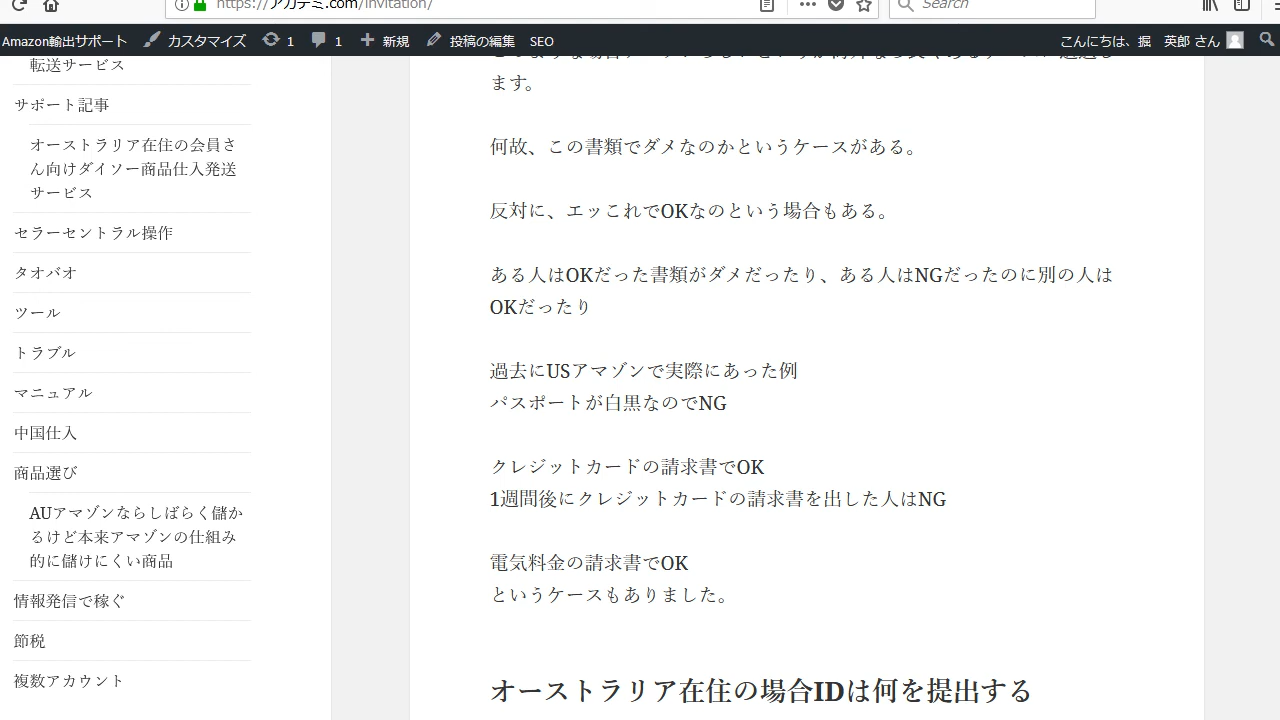 https://アカデミ.com/invitation/
Search
Amazon輸出サポート カスタマイズ 1 1 新規 投稿の編集 SEO こんにちは、掘 英郎 さん
転送サービス
サポート記事
オーストラリア在住の会員さ
ん向けダイソー商品仕入発送
サービス
セラーセントラル操作
タオバオ
ツール
トラブル
マニュアル
中国仕入
商品選び
AUアマゾンならしばらく儲か
るけど本来アマゾンの仕組み
的に儲けにくい商品
情報発信で稼ぐ
節税
複数アカウント
ます。
何故、この書類でダメなのかというケースがある。
反対に、エッこれでOKなのという場合もある。
ある人はOKだった書類がダメだったり、ある人はNGだったのに別の人は
OKだったり
過去にUSアマゾンで実際にあった例
パスポートが白黒なのでNG
クレジットカードの請求書でOK
1週間後にクレジットカードの請求書を出した人はNG
電気料金の請求書でOK
というケースもありました。
オーストラリア在住の場合IDは何を提出する